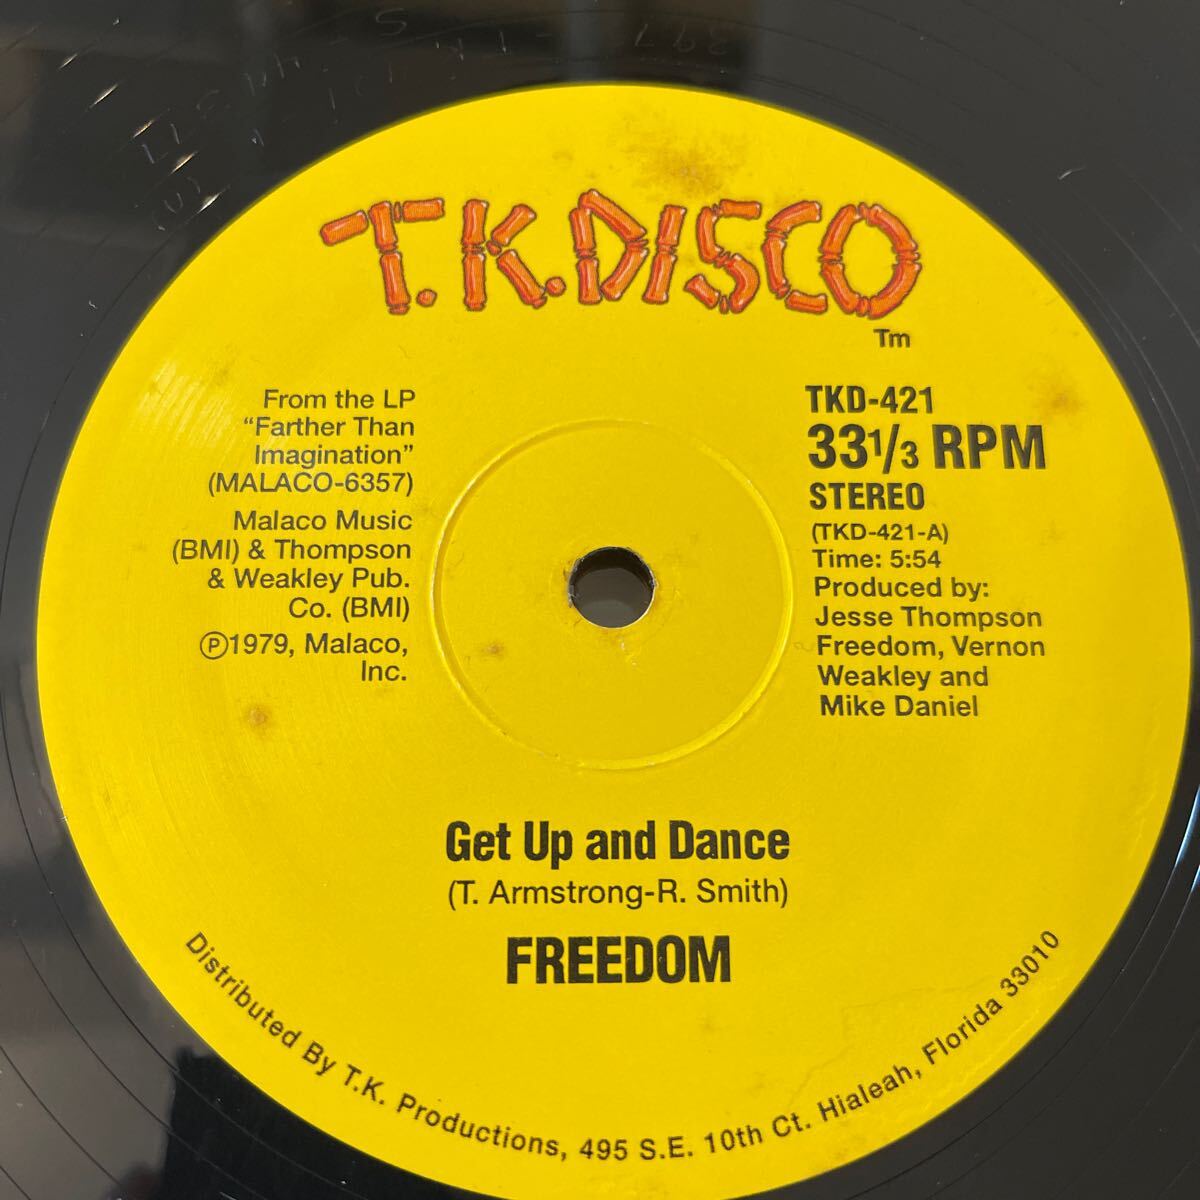 T.K.DISCO
Tm
From the LP
“Farther Than
Imagination”
(MALACO-6357)
Malaco Music
(BMI) & Thompson
& Weakley Pub.
Co. (BMI)
Ⓟ1979, Malaco,
Inc.
TKD-421
33 1/3 RPM
STEREO
(TKD-421-A)
Time: 5:54
Produced by:
Jesse Thompson
Freedom, Vernon
Weakley and
Mike Daniel
Get Up and Dance
(T. Armstrong-R. Smith)
FREEDOM
Distributed By T.K. Productions, 495 S.E. 10th Ct. Hialeah, Florida 33010